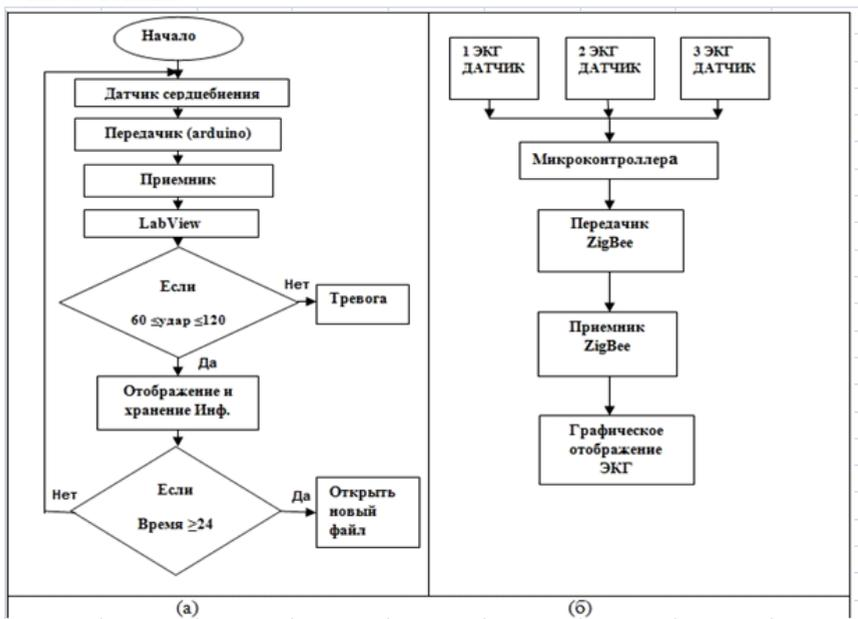 Начало
Датчик сердцебиения
Передачик (arduino)
Приемник
LabView
Если
60 ≤удар ≤120
Нет
Тревога
Да
Отображение и
хранение Инф.
Если
Время ≥24
Нет
Да
Открыть
новый
файл
(а)
1 ЭКГ
ДАТЧИК
2 ЭКГ
ДАТЧИК
3 ЭКГ
ДАТЧИК
Микроконтроллера
Передачик
ZigBee
Приемник
ZigBee
Графическое
отображение
ЭКГ
(б)